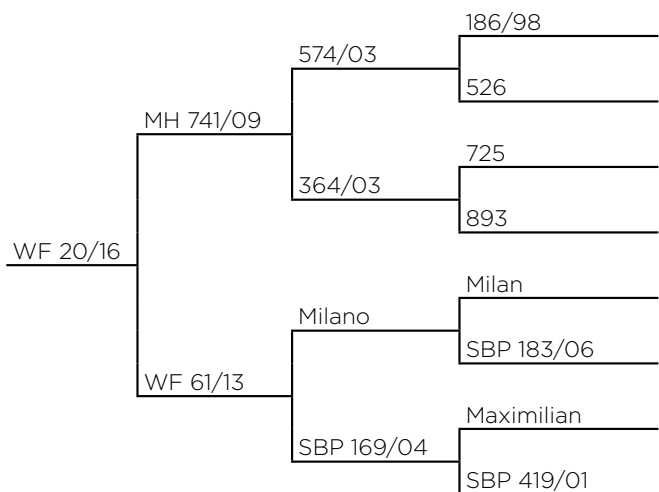 186/98
574/03
526
MH 741/09
725
364/03
893
WF 20/16
Milan
Milano
SBP 183/06
WF 61/13
Maximilian
SBP 169/04
SBP 419/01